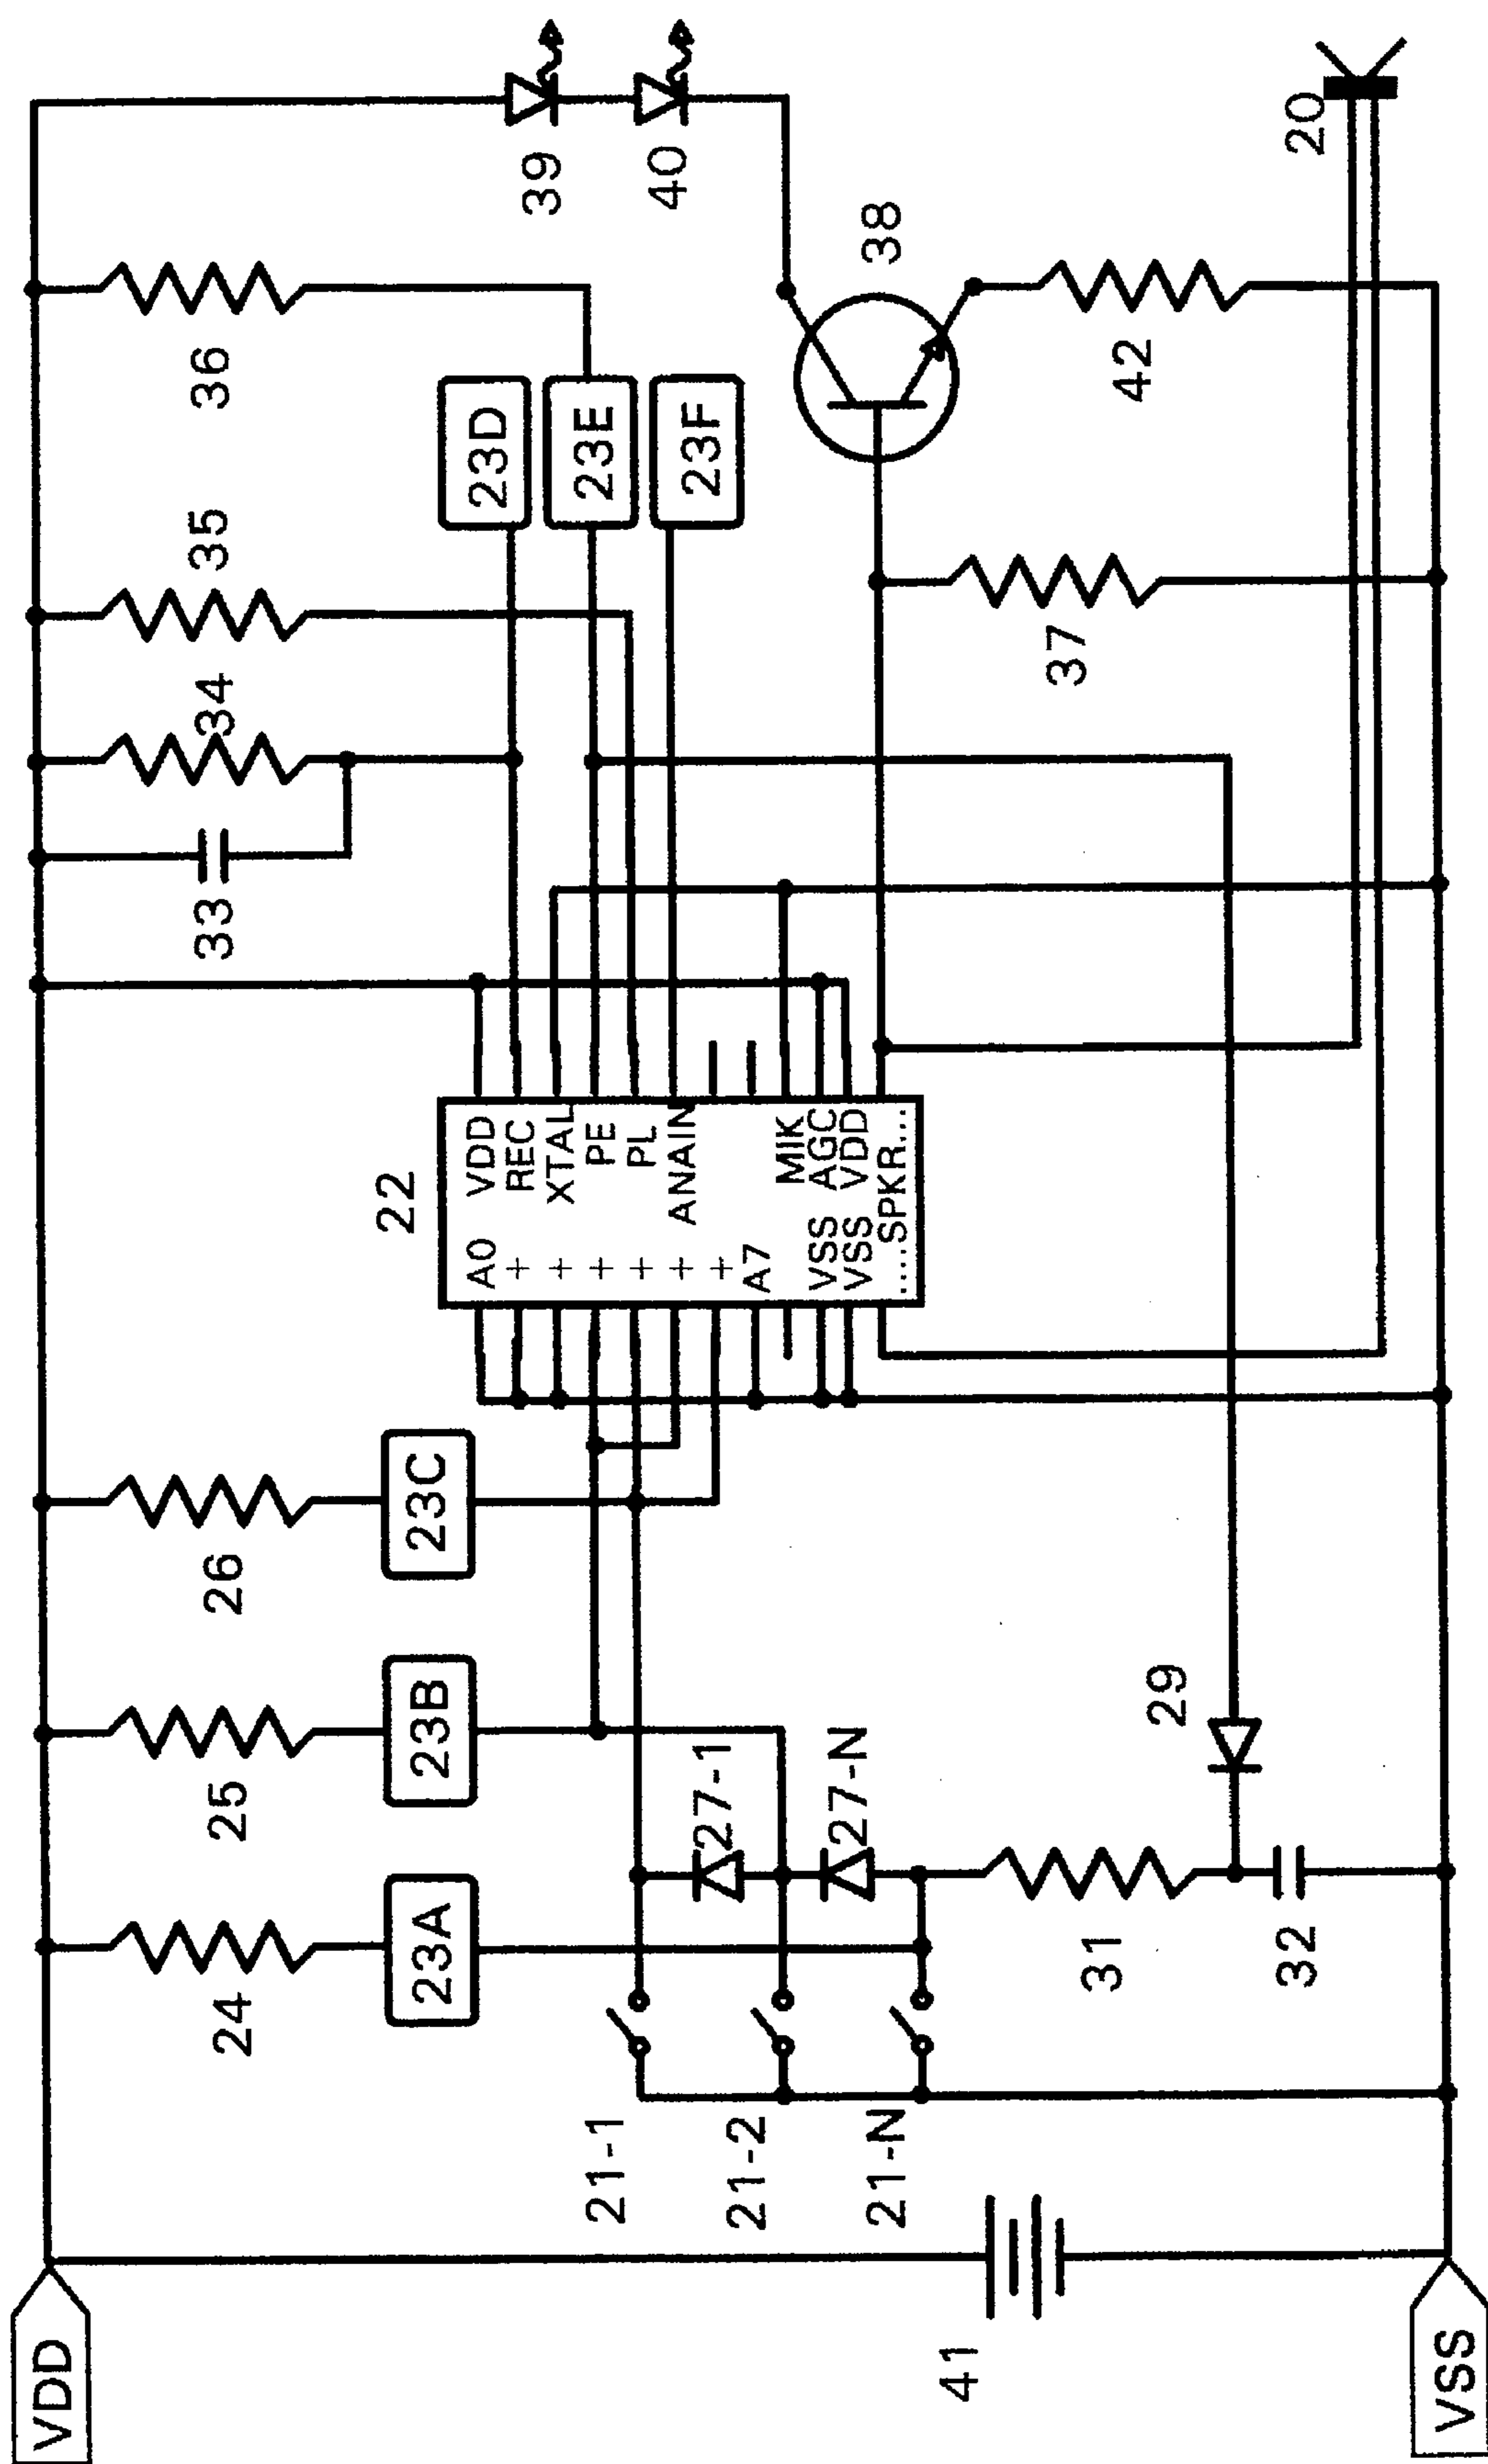 VDD
24
25
26
33
34
35
36
23A
23B
23C
22
A0
+
+
+
+
+
+
A7
VSS
VSS
.....SPKR...
VDD
REC
XTAL
PE
PL
ANAIN
MIK
AGC
VDD
23D
23E
23F
39
40
21-1
21-2
21-N
27-1
27-N
38
41
31
32
29
37
42
20
VSS